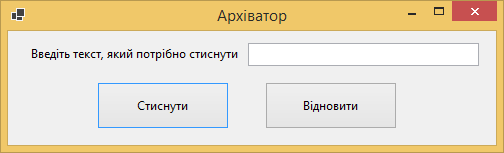 Архіватор
Введіть текст, який потрібно стиснути
Стиснути
Відновити